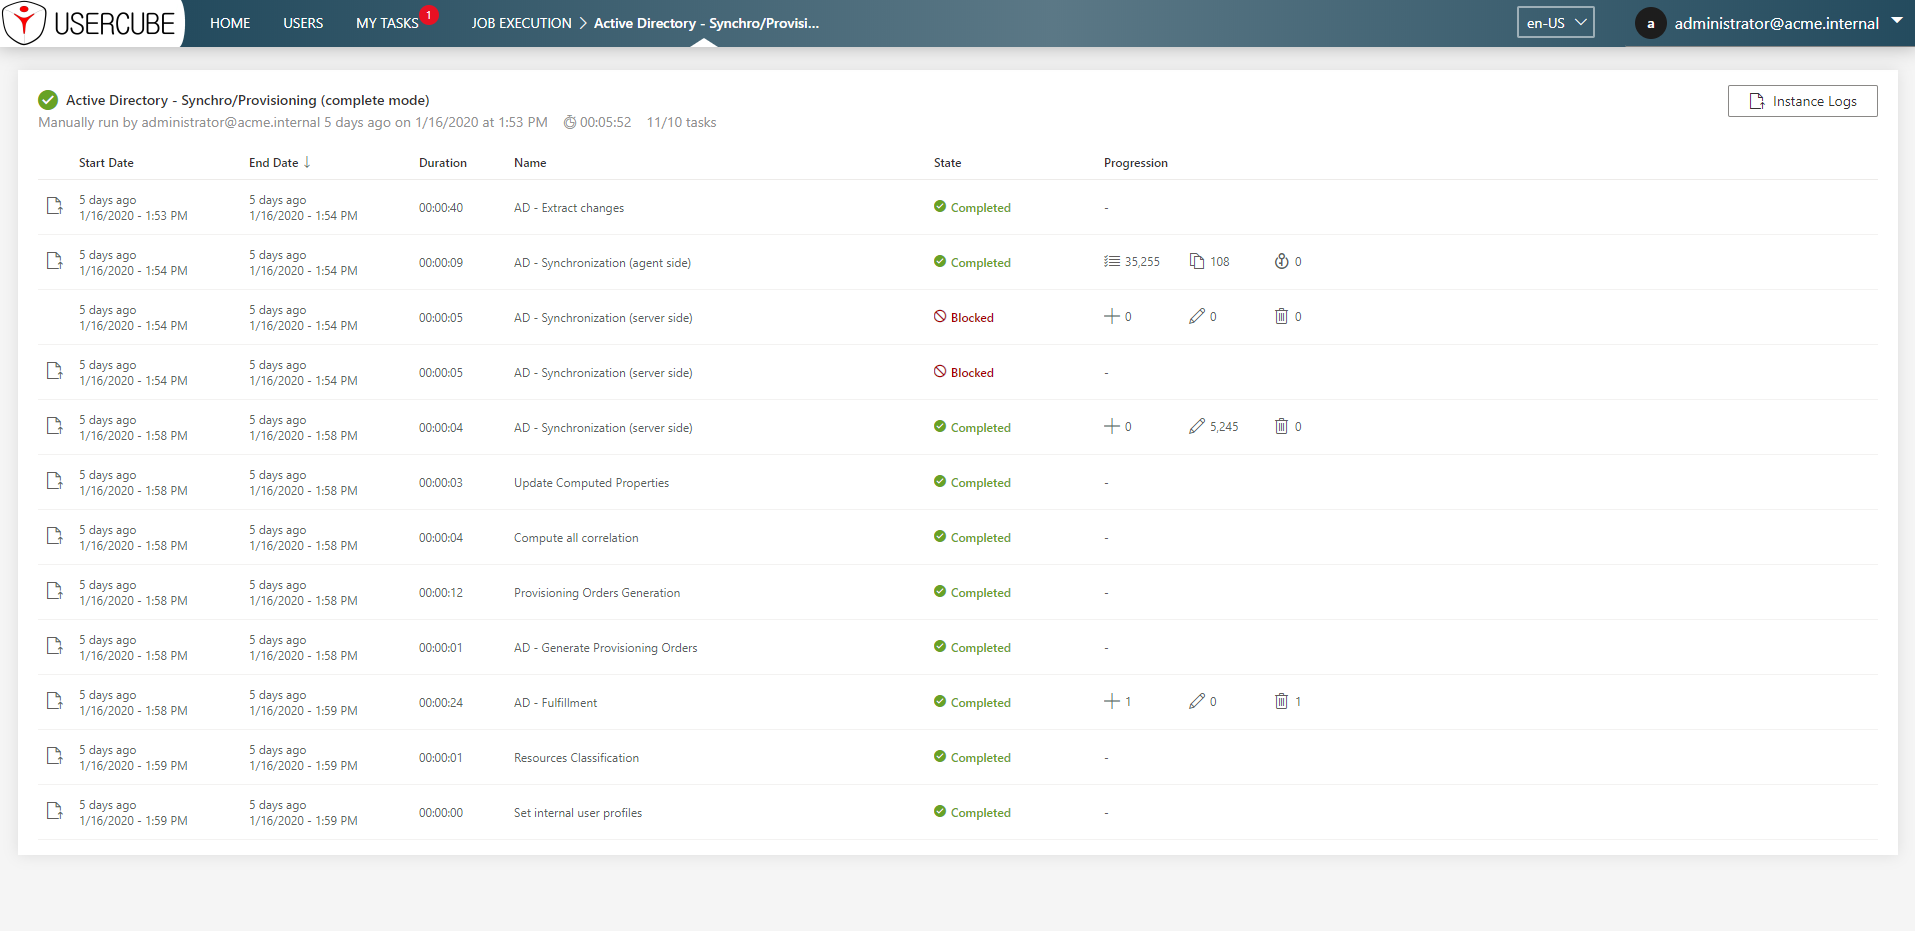 USERCUBE HOME USERS MY TASKS 1 JOB EXECUTION > Active Directory - Synchro/Provisi... en-US a administrator@acme.internal
Active Directory - Synchro/Provisioning (complete mode) Instance Logs
Manually run by administrator@acme.internal 5 days ago on 1/16/2020 at 1:53 PM 00:05:52 11/10 tasks
Start Date End Date ↓ Duration Name State Progression
5 days ago 5 days ago
1/16/2020 - 1:53 PM 1/16/2020 - 1:54 PM 00:00:40 AD - Extract changes Completed -
5 days ago 5 days ago
1/16/2020 - 1:54 PM 1/16/2020 - 1:54 PM 00:00:09 AD - Synchronization (agent side) Completed 35,255 108 0
5 days ago 5 days ago
1/16/2020 - 1:54 PM 1/16/2020 - 1:54 PM 00:00:05 AD - Synchronization (server side) Blocked 0 0 0
5 days ago 5 days ago
1/16/2020 - 1:54 PM 1/16/2020 - 1:54 PM 00:00:05 AD - Synchronization (server side) Blocked -
5 days ago 5 days ago
1/16/2020 - 1:58 PM 1/16/2020 - 1:58 PM 00:00:04 AD - Synchronization (server side) Completed 0 5,245 0
5 days ago 5 days ago
1/16/2020 - 1:58 PM 1/16/2020 - 1:58 PM 00:00:03 Update Computed Properties Completed -
5 days ago 5 days ago
1/16/2020 - 1:58 PM 1/16/2020 - 1:58 PM 00:00:04 Compute all correlation Completed -
5 days ago 5 days ago
1/16/2020 - 1:58 PM 1/16/2020 - 1:58 PM 00:00:12 Provisioning Orders Generation Completed -
5 days ago 5 days ago
1/16/2020 - 1:58 PM 1/16/2020 - 1:58 PM 00:00:01 AD - Generate Provisioning Orders Completed -
5 days ago 5 days ago
1/16/2020 - 1:58 PM 1/16/2020 - 1:59 PM 00:00:24 AD - Fulfillment Completed 1 0 1
5 days ago 5 days ago
1/16/2020 - 1:59 PM 1/16/2020 - 1:59 PM 00:00:01 Resources Classification Completed -
5 days ago 5 days ago
1/16/2020 - 1:59 PM 1/16/2020 - 1:59 PM 00:00:00 Set internal user profiles Completed -